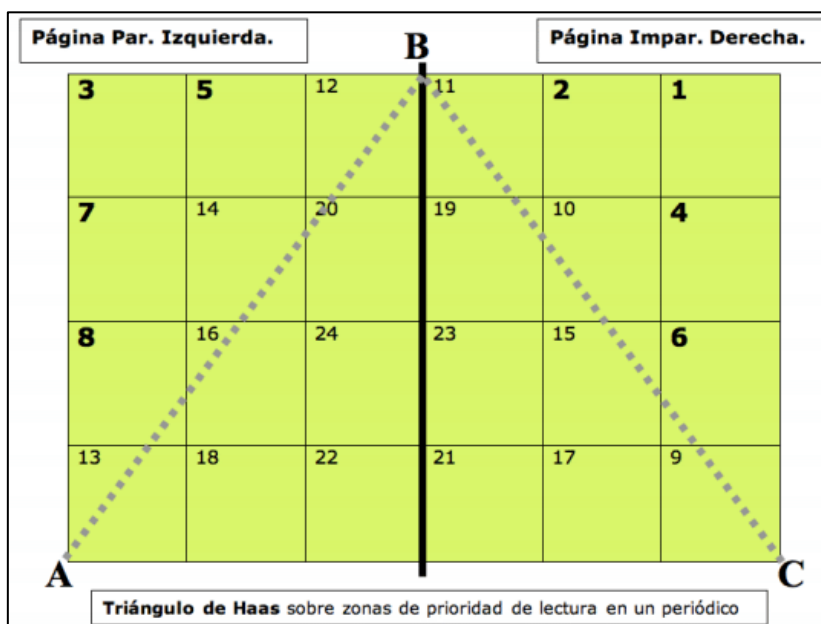 Página Par. Izquierda.
B
Página Impar. Derecha.
3 5 12 11 2 1
7 14 20 19 10 4
8 16 24 23 15 6
13 18 22 21 17 9
A
C
Triángulo de Haas sobre zonas de prioridad de lectura en un periódico